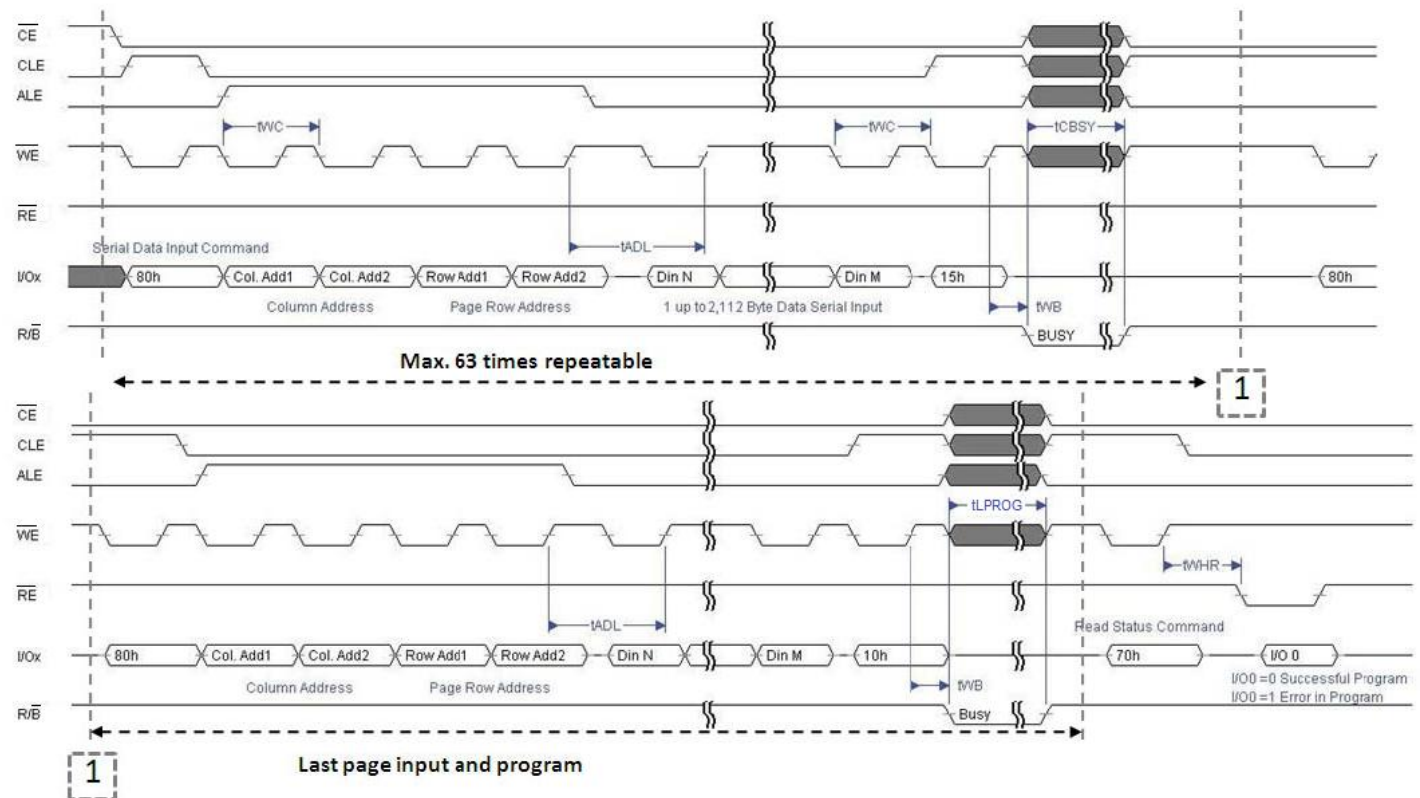 CE
CLE
ALE
tWC
tWC
tCBSY
WE
RE
Serial Data Input Command
tADL
I/Ox
80h
Col. Add1
Col. Add2
Row Add1
Row Add2
Din N
Din M
15h
80h
Column Address
Page Row Address
1 up to 2,112 Byte Data Serial Input
tWB
R/B
BUSY
Max. 63 times repeatable
1
CE
CLE
ALE
tLPROG
WE
tWHR
RE
tADL
Read Status Command
I/Ox
80h
Col. Add1
Col. Add2
Row Add1
Row Add2
Din N
Din M
10h
70h
I/O 0
Column Address
Page Row Address
tWB
I/O0 =0 Successful Program
I/O0 =1 Error in Program
R/B
Busy
1
Last page input and program